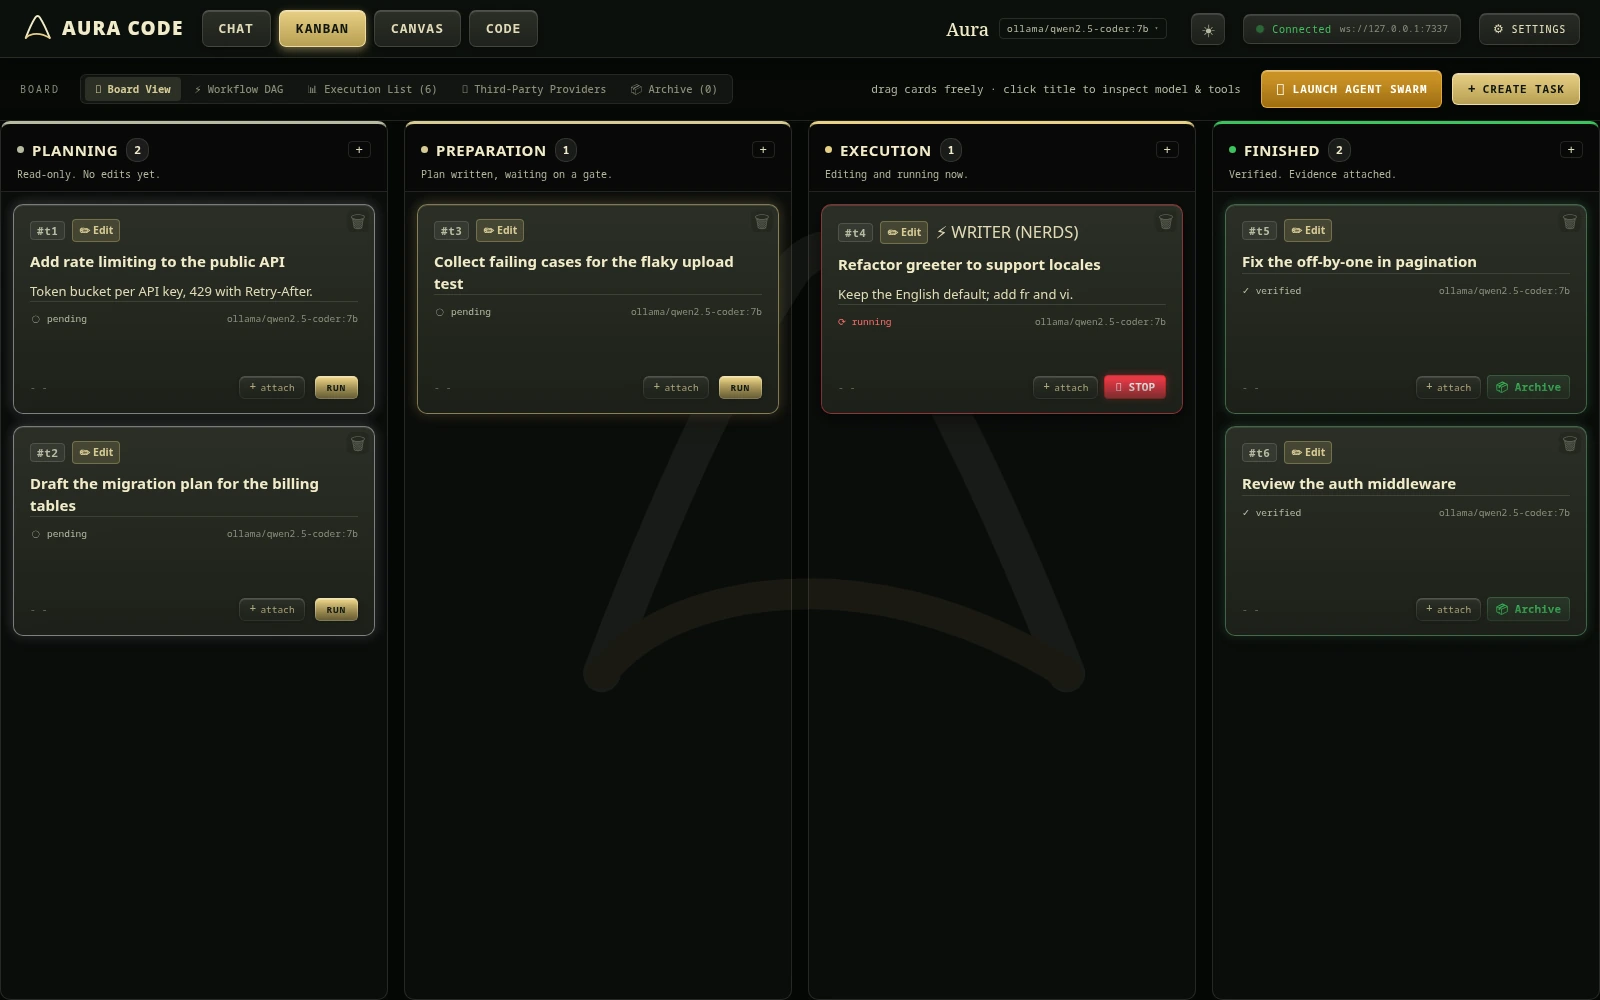 AURA CODE
CHAT
KANBAN
CANVAS
CODE
Aura
ollama/qwen2.5-coder:7b
Connected ws://127.0.0.1:7337
SETTINGS
BOARD
Board View
Workflow DAG
Execution List (6)
Third-Party Providers
Archive (0)
drag cards freely · click title to inspect model & tools
LAUNCH AGENT SWARM
+ CREATE TASK
PLANNING 2 +
Read-only. No edits yet.
#t1 Edit
Add rate limiting to the public API
Token bucket per API key, 429 with Retry-After.
pending ollama/qwen2.5-coder:7b
- - + attach RUN
#t2 Edit
Draft the migration plan for the billing
tables
pending ollama/qwen2.5-coder:7b
- - + attach RUN
PREPARATION 1 +
Plan written, waiting on a gate.
#t3 Edit
Collect failing cases for the flaky upload
test
pending ollama/qwen2.5-coder:7b
- - + attach RUN
EXECUTION 1 +
Editing and running now.
#t4 Edit ⚡ WRITER (NERDS)
Refactor greeter to support locales
Keep the English default; add fr and vi.
running ollama/qwen2.5-coder:7b
- - + attach STOP
FINISHED 2 +
Verified. Evidence attached.
#t5 Edit
Fix the off-by-one in pagination
✓ verified ollama/qwen2.5-coder:7b
- - + attach Archive
#t6 Edit
Review the auth middleware
✓ verified ollama/qwen2.5-coder:7b
- - + attach Archive